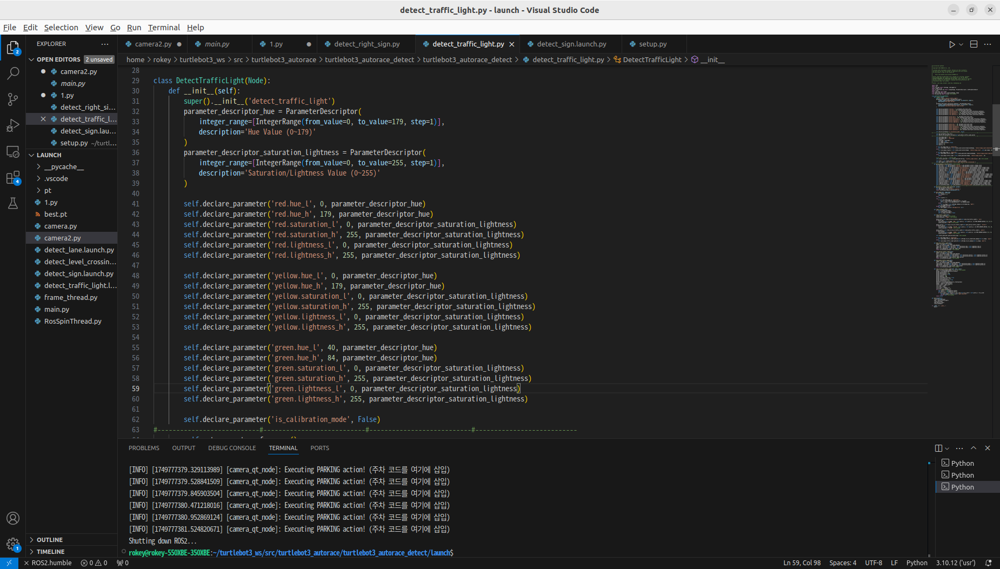 detect_traffic_light.py - launch - Visual Studio Code
File Edit Selection View Go Run Terminal Help
EXPLORER
OPEN EDITORS 2 unsaved
camera2.py
main.py
1.py
detect_right_si...
detect_traffic_l...
detect_sign.lau...
setup.py ~/turtl...
LAUNCH
__pycache__
.vscode
pt
1.py
best.pt
camera.py
camera2.py
detect_lane.launch.py
detect_level_crossin...
detect_sign.launch.py
detect_traffic_light.l...
frame_thread.py
main.py
RosSpinThread.py
OUTLINE
TIMELINE
2
4
1
camera2.py main.py 1.py detect_right_sign.py detect_traffic_light.py detect_sign.launch.py setup.py
home > rokey > turtlebot3_ws > src > turtlebot3_autorace > turtlebot3_autorace_detect > turtlebot3_autorace_detect > detect_traffic_light.py > DetectTrafficLight > __init__
28
29 class DetectTrafficLight(Node):
30 def __init__(self):
31 super().__init__('detect_traffic_light')
32 parameter_descriptor_hue = ParameterDescriptor(
33 integer_range=[IntegerRange(from_value=0, to_value=179, step=1)],
34 description='Hue Value (0~179)'
35 )
36 parameter_descriptor_saturation_lightness = ParameterDescriptor(
37 integer_range=[IntegerRange(from_value=0, to_value=255, step=1)],
38 description='Saturation/Lightness Value (0~255)'
39 )
40
41 self.declare_parameter('red.hue_l', 0, parameter_descriptor_hue)
42 self.declare_parameter('red.hue_h', 179, parameter_descriptor_hue)
43 self.declare_parameter('red.saturation_l', 0, parameter_descriptor_saturation_lightness)
44 self.declare_parameter('red.saturation_h', 255, parameter_descriptor_saturation_lightness)
45 self.declare_parameter('red.lightness_l', 0, parameter_descriptor_saturation_lightness)
46 self.declare_parameter('red.lightness_h', 255, parameter_descriptor_saturation_lightness)
47
48 self.declare_parameter('yellow.hue_l', 0, parameter_descriptor_hue)
49 self.declare_parameter('yellow.hue_h', 179, parameter_descriptor_hue)
50 self.declare_parameter('yellow.saturation_l', 0, parameter_descriptor_saturation_lightness)
51 self.declare_parameter('yellow.saturation_h', 255, parameter_descriptor_saturation_lightness)
52 self.declare_parameter('yellow.lightness_l', 0, parameter_descriptor_saturation_lightness)
53 self.declare_parameter('yellow.lightness_h', 255, parameter_descriptor_saturation_lightness)
54
55 self.declare_parameter('green.hue_l', 40, parameter_descriptor_hue)
56 self.declare_parameter('green.hue_h', 84, parameter_descriptor_hue)
57 self.declare_parameter('green.saturation_l', 0, parameter_descriptor_saturation_lightness)
58 self.declare_parameter('green.saturation_h', 255, parameter_descriptor_saturation_lightness)
59 self.declare_parameter('green.lightness_l', 0, parameter_descriptor_saturation_lightness)
60 self.declare_parameter('green.lightness_h', 255, parameter_descriptor_saturation_lightness)
61
62 self.declare_parameter('is_calibration_mode', False)
63 #---------------------------#---------------------------#---------------------------#---------------------------
PROBLEMS OUTPUT DEBUG CONSOLE TERMINAL PORTS
[INFO] [1749777379.329113989] [camera_qt_node]: Executing PARKING action! (주차 코드를 여기에 삽입)
[INFO] [1749777379.528841509] [camera_qt_node]: Executing PARKING action! (주차 코드를 여기에 삽입)
[INFO] [1749777379.845903504] [camera_qt_node]: Executing PARKING action! (주차 코드를 여기에 삽입)
[INFO] [1749777380.471218016] [camera_qt_node]: Executing PARKING action! (주차 코드를 여기에 삽입)
[INFO] [1749777380.952869124] [camera_qt_node]: Executing PARKING action! (주차 코드를 여기에 삽입)
[INFO] [1749777381.524820671] [camera_qt_node]: Executing PARKING action! (주차 코드를 여기에 삽입)
Shutting down ROS2...
rokey@rokey-550XBE-350XBE:~/turtlebot3_ws/src/turtlebot3_autorace/turtlebot3_autorace_detect/launch$
Python
Python
Python
ROS2.humble 0 0 0 Ln 59, Col 98 Spaces: 4 UTF-8 LF Python 3.10.12 ('usr')